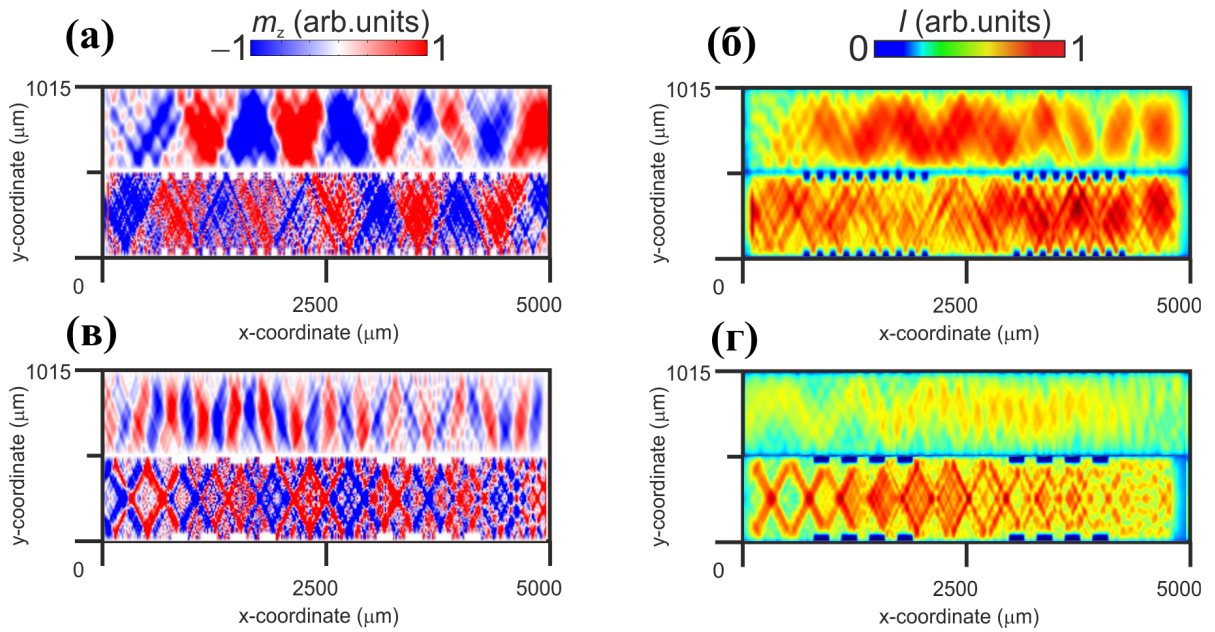 (а)
m_z (arb.units)
−1 1
(б)
I (arb.units)
0 1
1015
y-coordinate (μm)
0
2500
5000
x-coordinate (μm)
1015
y-coordinate (μm)
0
2500
5000
x-coordinate (μm)
(в)
1015
y-coordinate (μm)
0
2500
5000
x-coordinate (μm)
(г)
1015
y-coordinate (μm)
0
2500
5000
x-coordinate (μm)